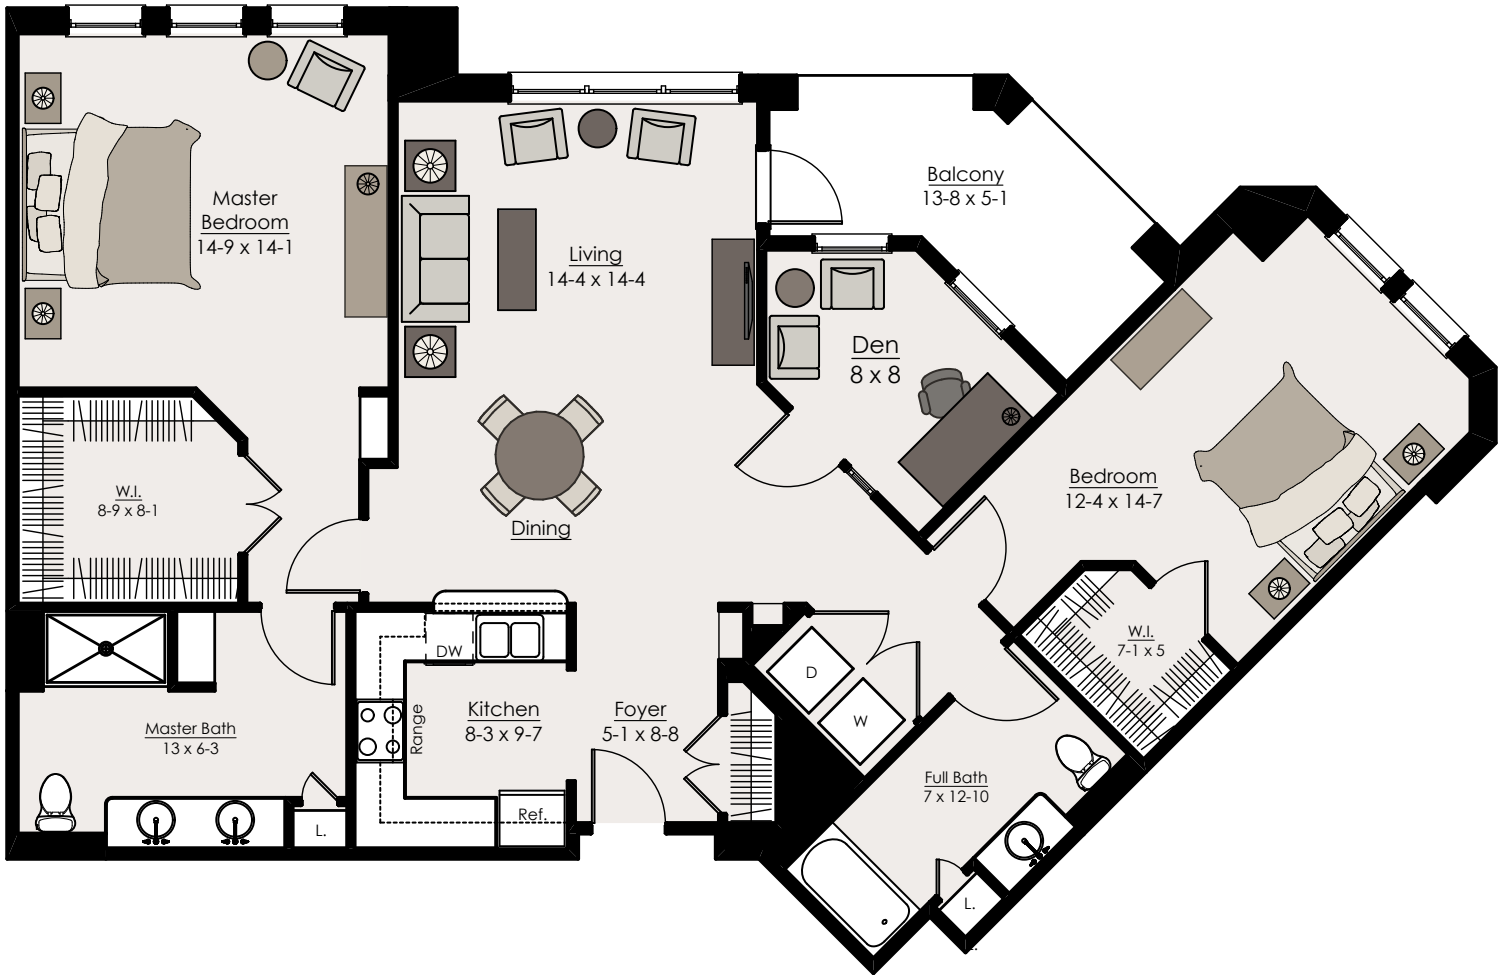 Master
Bedroom
14-9 x 14-1
Living
14-4 x 14-4
Balcony
13-8 x 5-1
Den
8 x 8
Bedroom
12-4 x 14-7
W.I.
8-9 x 8-1
Dining
W.I.
7-1 x 5
DW
D
W
Master Bath
13 x 6-3
Range
Kitchen
8-3 x 9-7
Foyer
5-1 x 8-8
Full Bath
7 x 12-10
Ref.
L.
L.